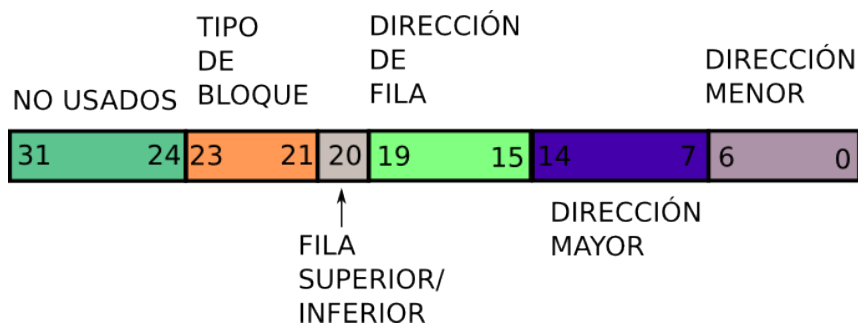 NO USADOS
TIPO
DE
BLOQUE
DIRECCIÓN
DE
FILA
DIRECCIÓN
MENOR
31 24 23 21 20 19 15 14 7 6 0
FILA
SUPERIOR/
INFERIOR
DIRECCIÓN
MAYOR